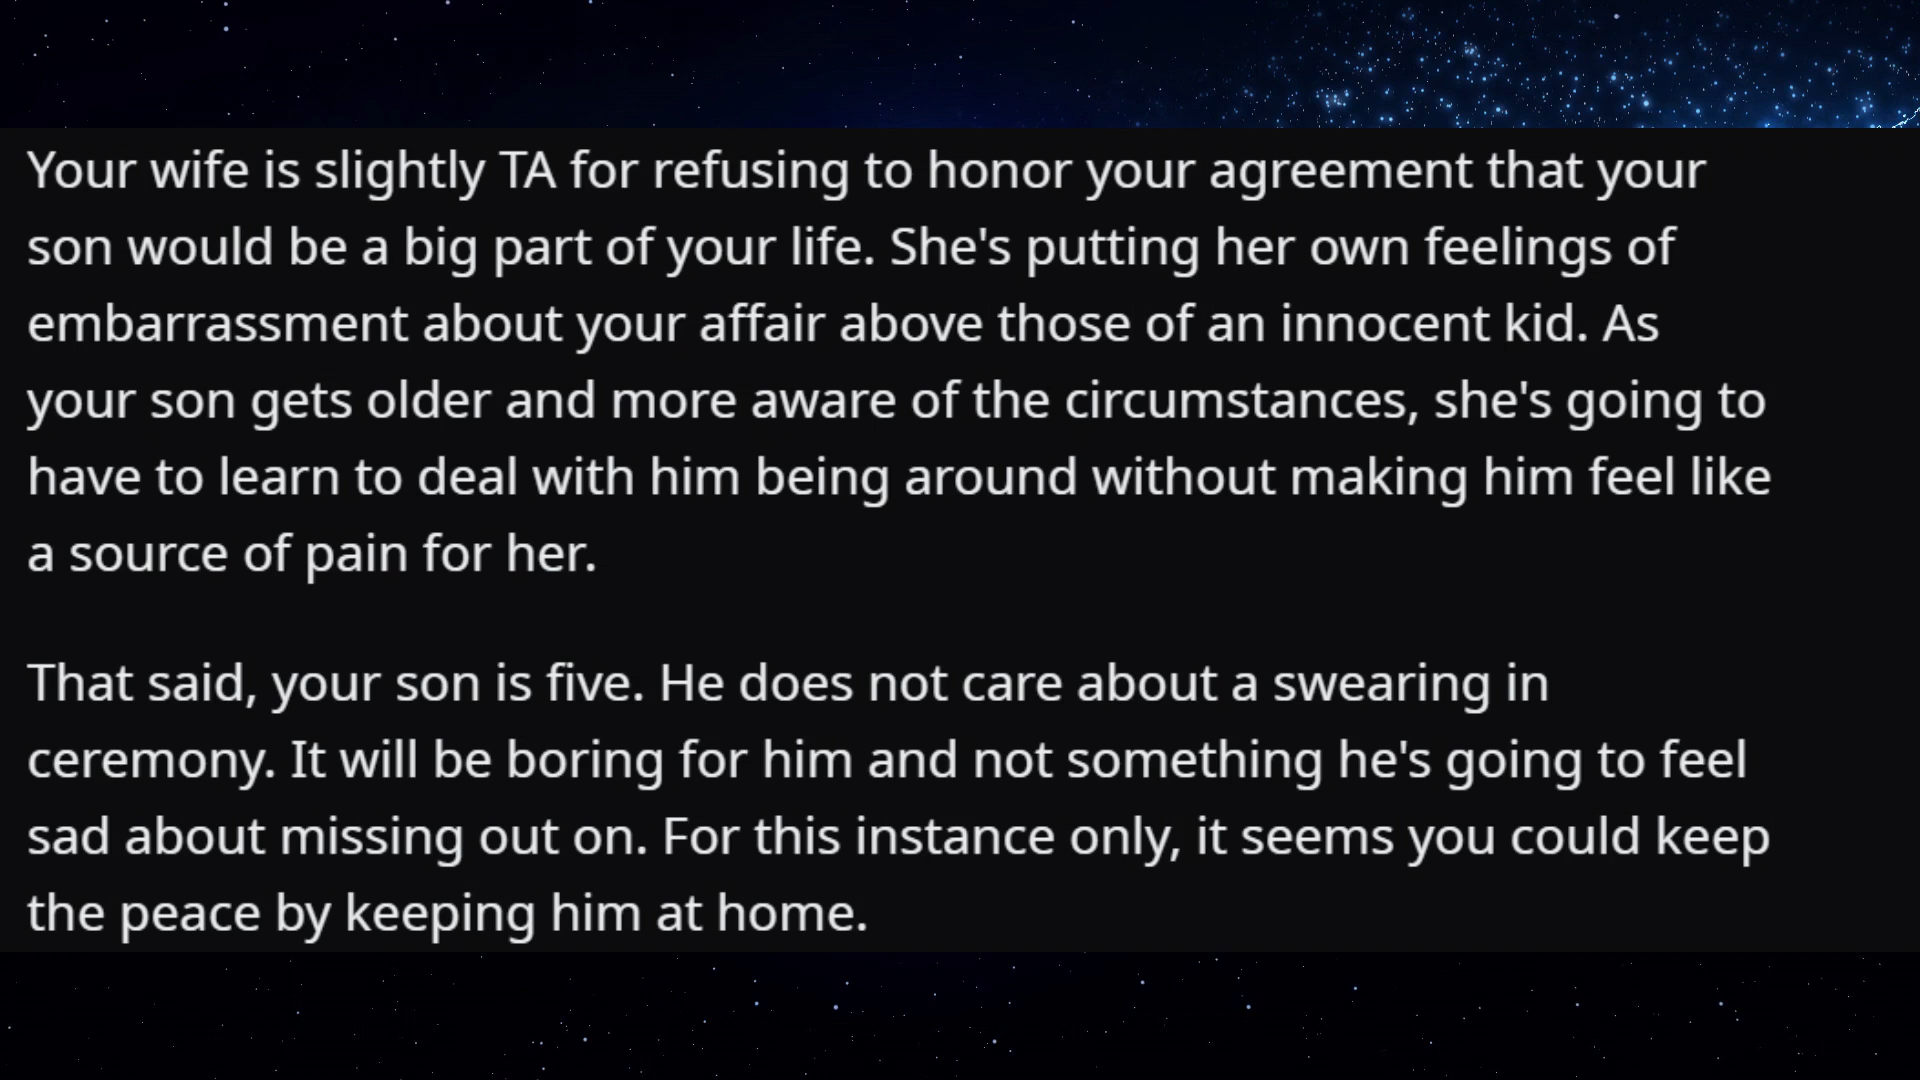 Your wife is slightly TA for refusing to honor your agreement that your
son would be a big part of your life. She's putting her own feelings of
embarrassment about your affair above those of an innocent kid. As
your son gets older and more aware of the circumstances, she's going to
have to learn to deal with him being around without making him feel like
a source of pain for her.
That said, your son is five. He does not care about a swearing in
ceremony. It will be boring for him and not something he's going to feel
sad about missing out on. For this instance only, it seems you could keep
the peace by keeping him at home.